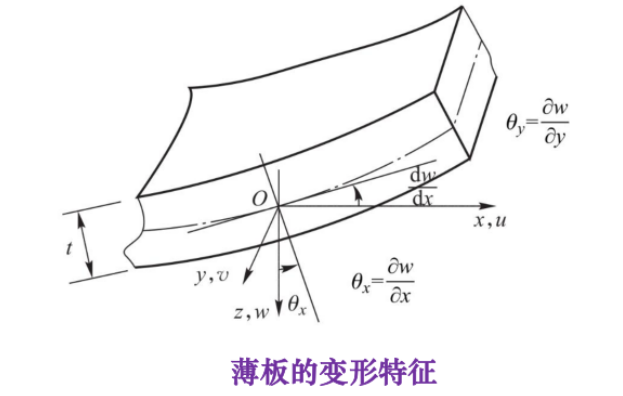 θy=∂w/∂y
dw/dx
O
x,u
t
y,v
z,w
θx
θx=∂w/∂x
薄板的变形特征